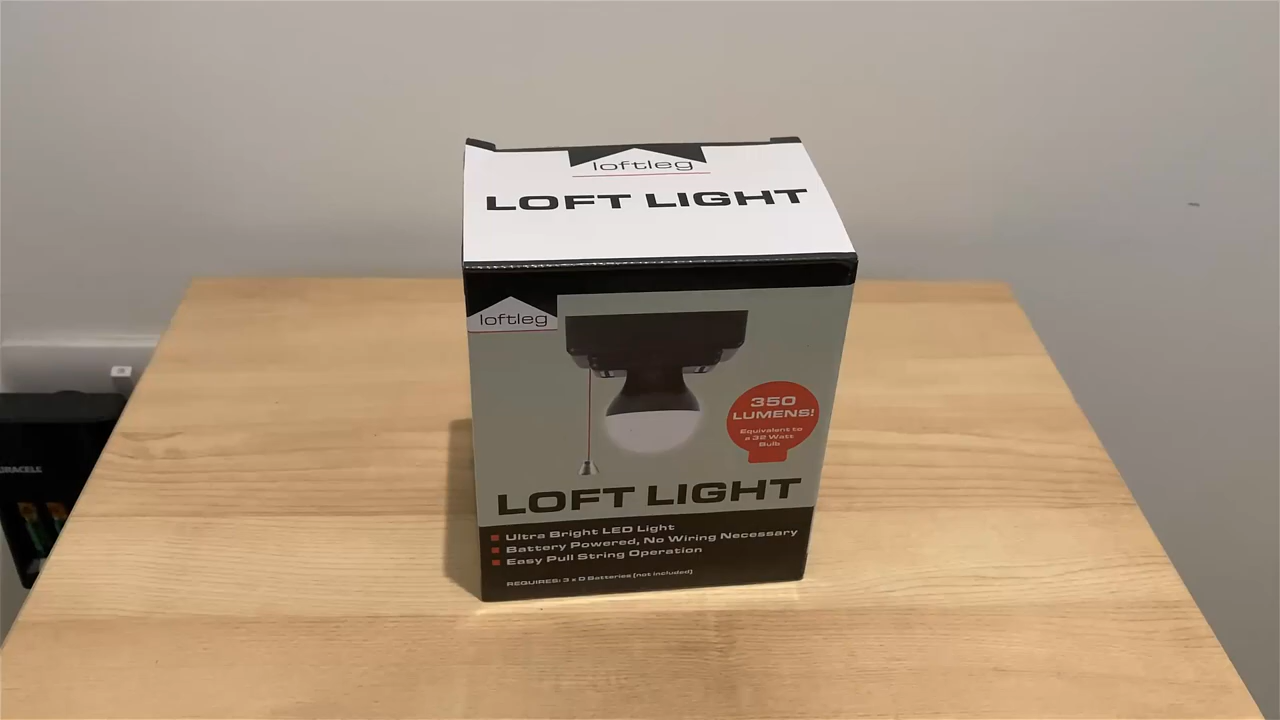 loftleg
LOFT LIGHT
loftleg
350
LUMENS!
Equivalent to
a 32 Watt
Bulb
LOFT LIGHT
Ultra Bright LED Light
Battery Powered, No Wiring Necessary
Easy Pull String Operation
REQUIRES: 3 x D Batteries (not included)
URACELL